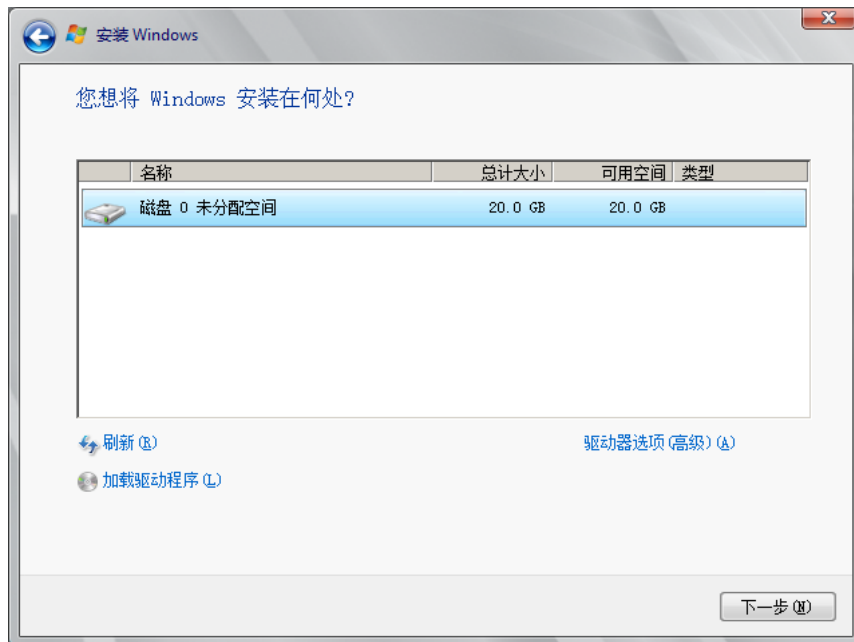 安装 Windows
您想将 Windows 安装在何处?
名称 总计大小 可用空间 类型
磁盘 0 未分配空间 20.0 GB 20.0 GB
刷新(R) 驱动器选项(高级)(A)
加载驱动程序(L)
下一步(N)